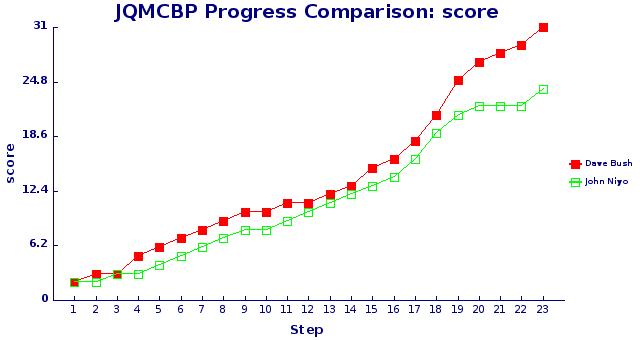 JQMCBP Progress Comparison: score
31
24.8
18.6
12.4
6.2
0
score
Dave Bush
John Niyo
1 2 3 4 5 6 7 8 9 10 11 12 13 14 15 16 17 18 19 20 21 22 23
Step